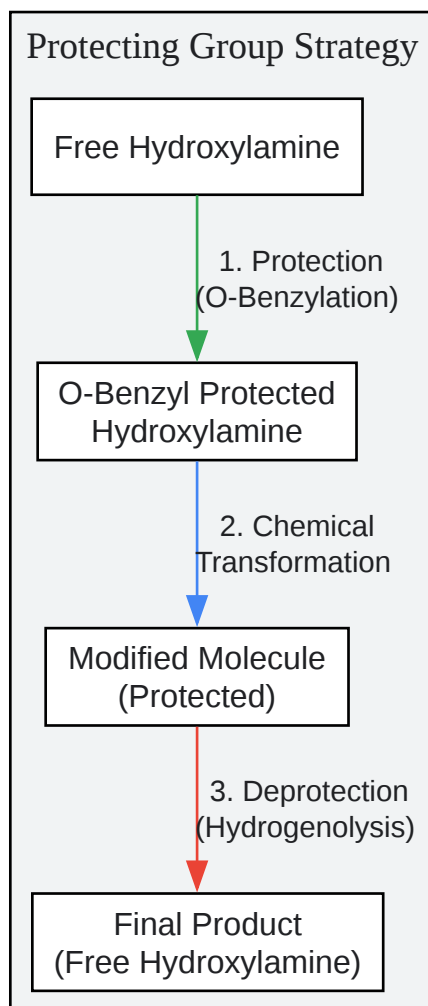 Protecting Group Strategy
Free Hydroxylamine
1. Protection
(O-Benzylation)
O-Benzyl Protected
Hydroxylamine
2. Chemical
Transformation
Modified Molecule
(Protected)
3. Deprotection
(Hydrogenolysis)
Final Product
(Free Hydroxylamine)